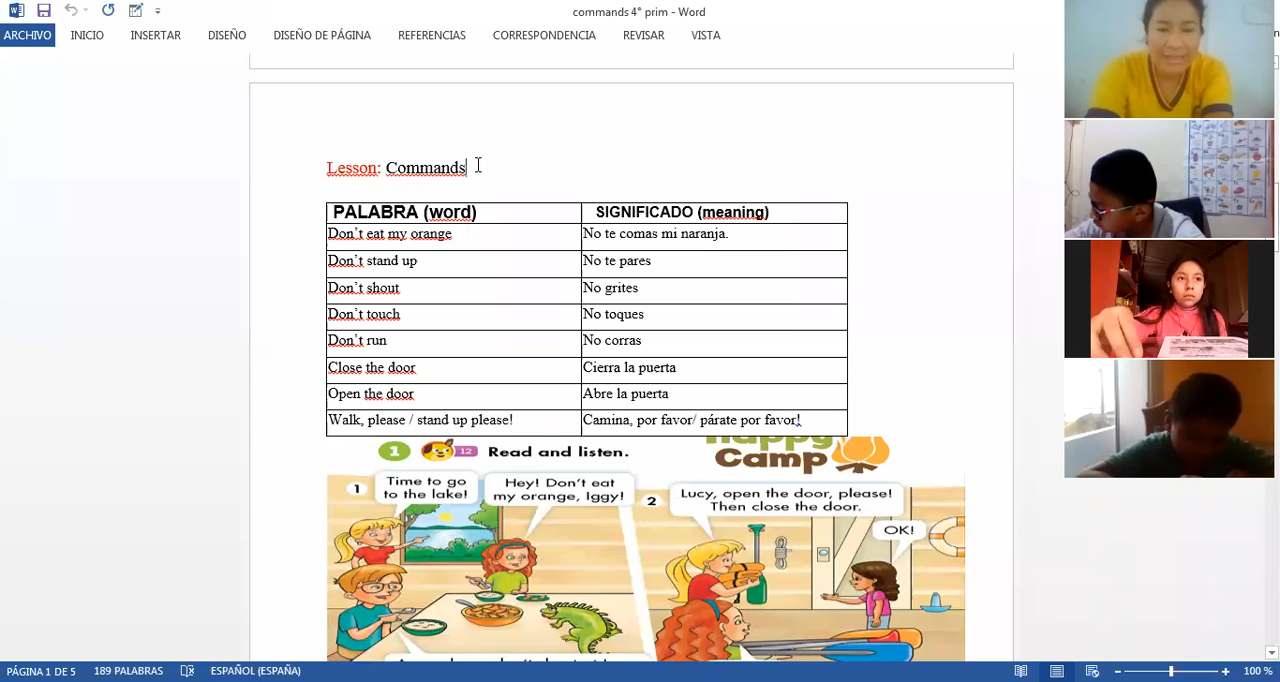 commands 4° prim - Word
ARCHIVO INICIO INSERTAR DISEÑO DISEÑO DE PÁGINA REFERENCIAS CORRESPONDENCIA REVISAR VISTA
Lesson: Commands
PALABRA (word) SIGNIFICADO (meaning)
Don't eat my orange No te comas mi naranja.
Don't stand up No te pares
Don't shout No grites
Don't touch No toques
Don't run No corras
Close the door Cierra la puerta
Open the door Abre la puerta
Walk, please / stand up please! Camina, por favor/ párate por favor!
1 12 Read and listen.
Happy
Camp
1 Time to go
to the lake!
Hey! Don't eat
my orange, Iggy!
2 Lucy, open the door, please!
Then close the door.
OK!
PÁGINA 1 DE 5 189 PALABRAS ESPAÑOL (ESPAÑA) 100 %